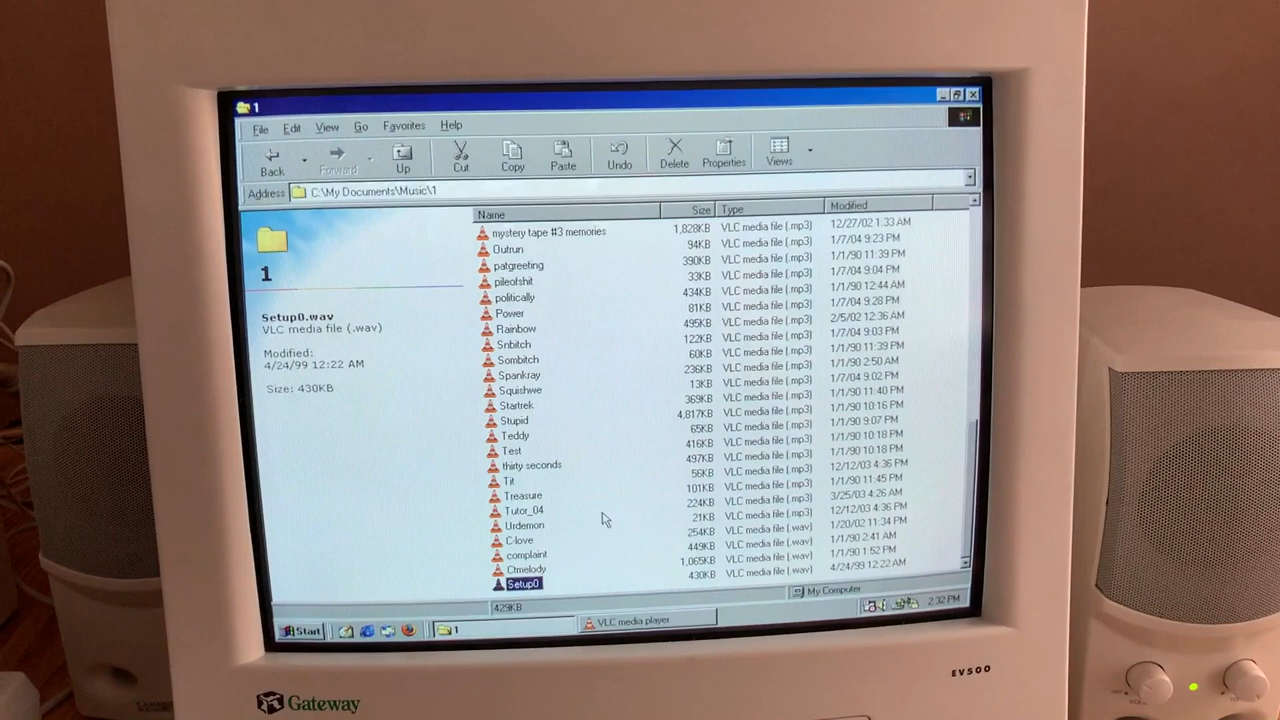 1
File Edit View Go Favorites Help
Back Forward Up Cut Copy Paste Undo Delete Properties Views
Address C:\My Documents\Music\1
Name Size Type Modified
1
Setup0.wav
VLC media file (.wav)
Modified:
4/24/99 12:22 AM
Size: 430KB
mystery tape #3 memories 1,828KB VLC media file (.mp3) 12/27/02 1:33 AM
Outrun 94KB VLC media file (.mp3) 1/7/04 9:23 PM
patgreeting 390KB VLC media file (.mp3) 1/1/90 11:39 PM
pileofshit 33KB VLC media file (.mp3) 1/7/04 9:04 PM
politically 434KB VLC media file (.mp3) 1/1/90 12:44 AM
Power 81KB VLC media file (.mp3) 1/7/04 9:28 PM
Rainbow 495KB VLC media file (.mp3) 2/5/02 12:36 AM
Snbitch 122KB VLC media file (.mp3) 1/7/04 9:03 PM
Sombitch 60KB VLC media file (.mp3) 1/1/90 11:39 PM
Spankray 236KB VLC media file (.mp3) 1/1/90 2:50 AM
Squishwe 13KB VLC media file (.mp3) 1/7/04 9:02 PM
Startrek 369KB VLC media file (.mp3) 1/1/90 11:40 PM
Stupid 4,817KB VLC media file (.mp3) 1/1/90 10:16 PM
Teddy 65KB VLC media file (.mp3) 1/1/90 9:07 PM
Test 416KB VLC media file (.mp3) 1/1/90 10:18 PM
thirty seconds 497KB VLC media file (.mp3) 1/1/90 10:18 PM
Tit 56KB VLC media file (.mp3) 12/12/03 4:36 PM
Treasure 101KB VLC media file (.mp3) 1/1/90 11:45 PM
Tutor_04 224KB VLC media file (.mp3) 3/25/03 4:26 AM
Urdemon 21KB VLC media file (.mp3) 12/12/03 4:36 PM
C-love 254KB VLC media file (.wav) 1/20/02 11:34 PM
complaint 449KB VLC media file (.wav) 1/1/90 2:41 AM
Ctmelody 1,065KB VLC media file (.wav) 1/1/90 1:52 PM
Setup0 430KB VLC media file (.wav) 4/24/99 12:22 AM
429KB My Computer
Start 1 VLC media player 2:32 PM
EV500
Gateway